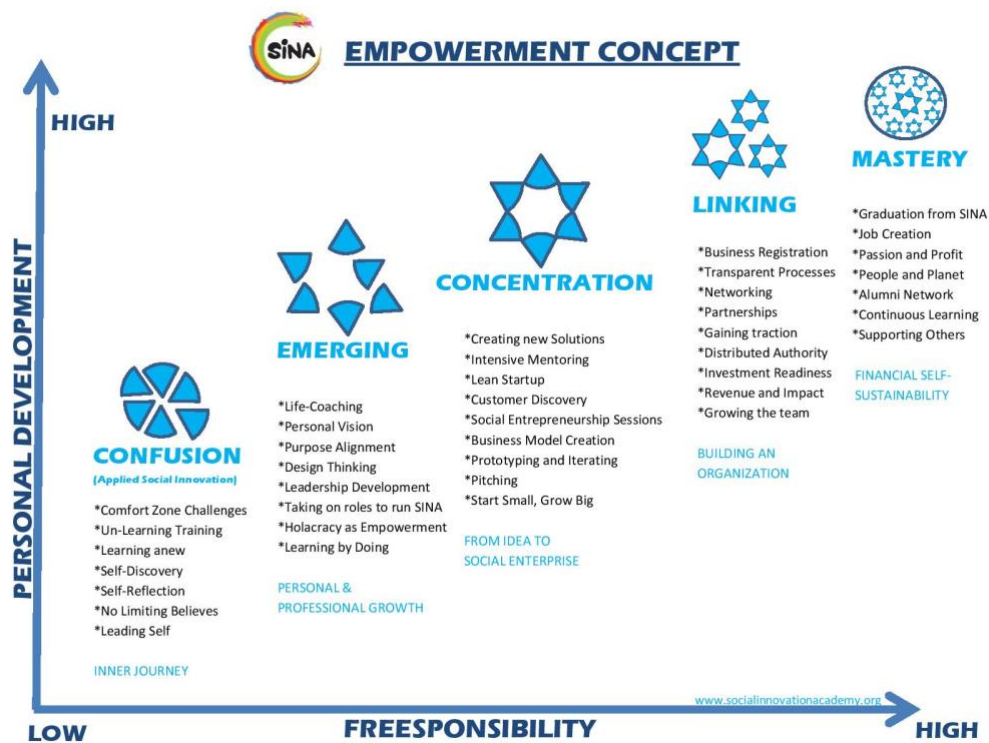 SiNA
EMPOWERMENT CONCEPT
HIGH
PERSONAL DEVELOPMENT
CONFUSION
(Applied Social Innovation)
*Comfort Zone Challenges
*Un-Learning Training
*Learning anew
*Self-Discovery
*Self-Reflection
*No Limiting Believes
*Leading Self
INNER JOURNEY
EMERGING
*Life-Coaching
*Personal Vision
*Purpose Alignment
*Design Thinking
*Leadership Development
*Taking on roles to run SINA
*Holacracy as Empowerment
*Learning by Doing
PERSONAL &
PROFESSIONAL GROWTH
CONCENTRATION
*Creating new Solutions
*Intensive Mentoring
*Lean Startup
*Customer Discovery
*Social Entrepreneurship Sessions
*Business Model Creation
*Prototyping and Iterating
*Pitching
*Start Small, Grow Big
FROM IDEA TO
SOCIAL ENTERPRISE
LINKING
*Business Registration
*Transparent Processes
*Networking
*Partnerships
*Gaining traction
*Distributed Authority
*Investment Readiness
*Revenue and Impact
*Growing the team
BUILDING AN
ORGANIZATION
MASTERY
*Graduation from SINA
*Job Creation
*Passion and Profit
*People and Planet
*Alumni Network
*Continuous Learning
*Supporting Others
FINANCIAL SELF-
SUSTAINABILITY
www.socialinnovationacademy.org
LOW
FREESPONSIBILITY
HIGH